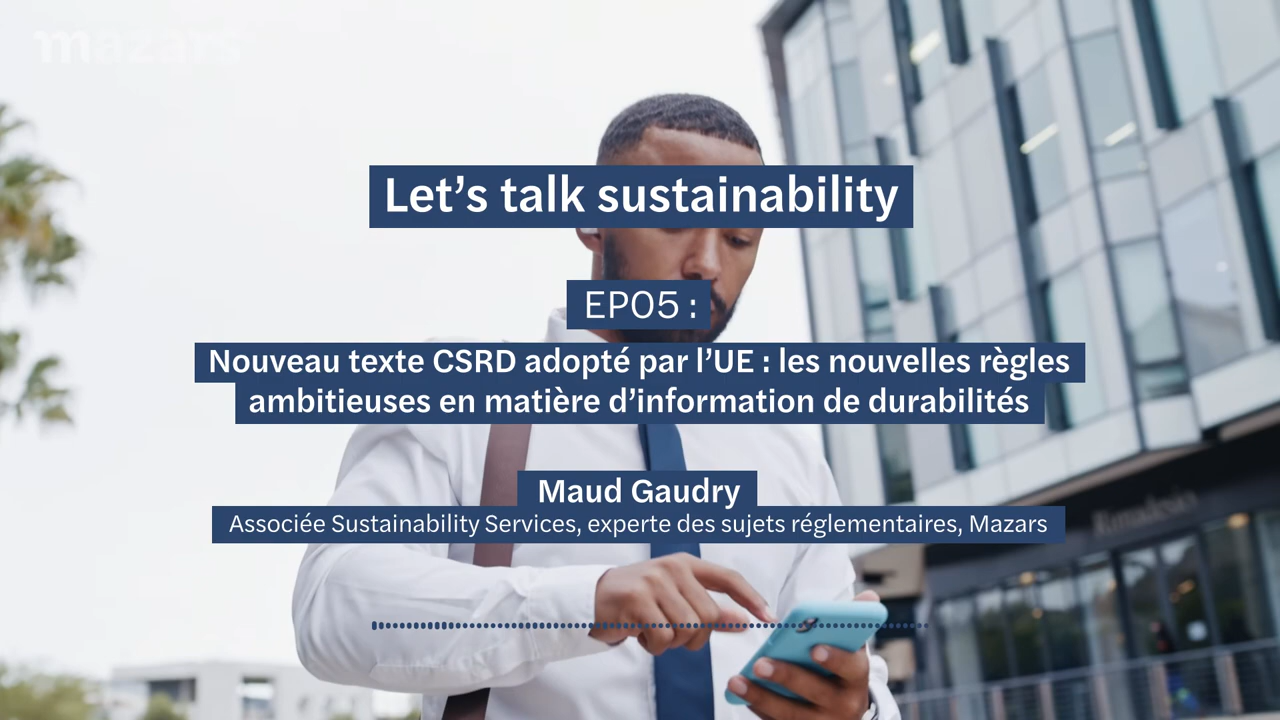 mazars
Let’s talk sustainability
EP05 :
Nouveau texte CSRD adopté par l’UE : les nouvelles règles
ambitieuses en matière d’information de durabilités
Maud Gaudry
Associée Sustainability Services, experte des sujets réglementaires, Mazars